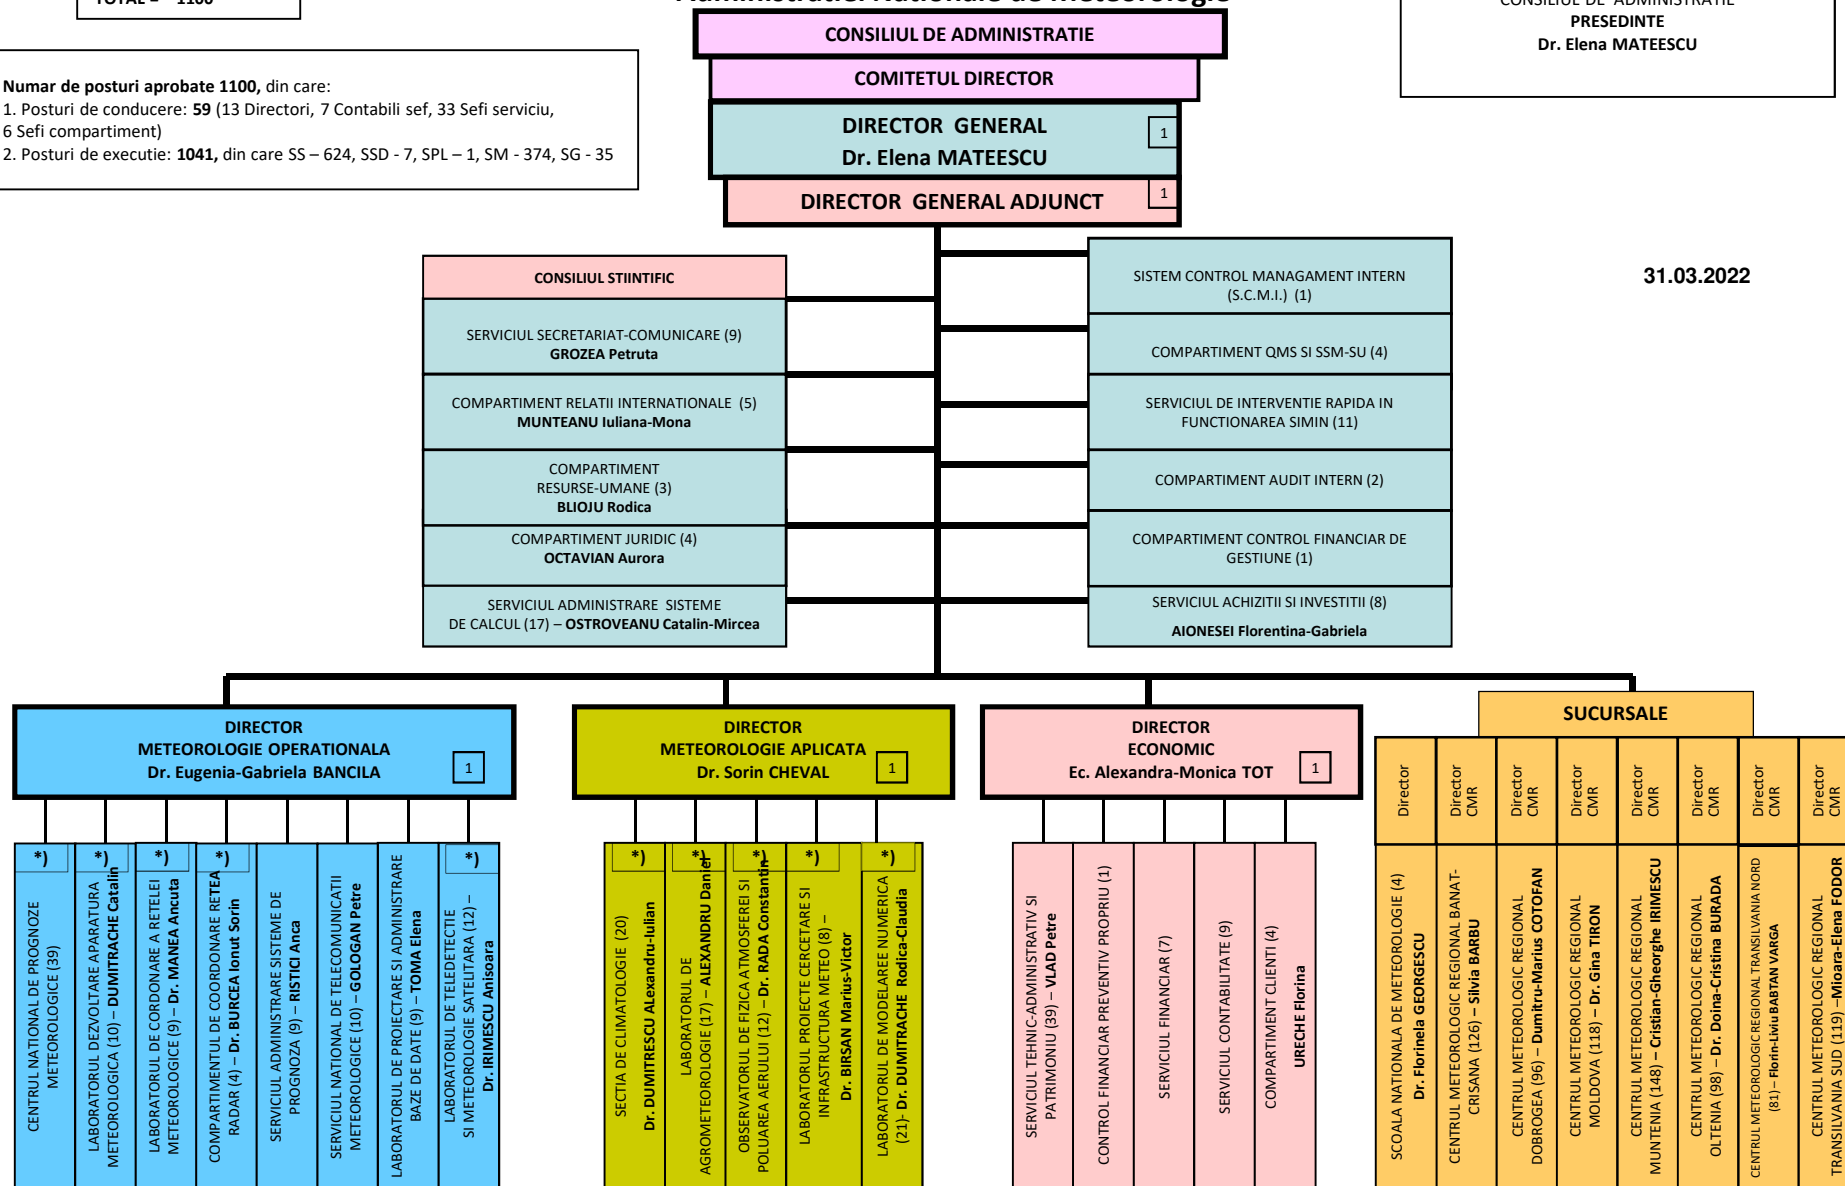 TOTAL = 1100
Administratiei Nationale de Meteorologie
CONSILIUL DE ADMINISTRATIE
PRESEDINTE
Dr. Elena MATEESCU
Numar de posturi aprobate 1100, din care:
1. Posturi de conducere: 59 (13 Directori, 7 Contabili sef, 33 Sefi serviciu,
6 Sefi compartiment)
2. Posturi de executie: 1041, din care SS – 624, SSD - 7, SPL – 1, SM - 374, SG - 35
CONSILIUL DE ADMINISTRATIE
COMITETUL DIRECTOR
DIRECTOR GENERAL
Dr. Elena MATEESCU
1
DIRECTOR GENERAL ADJUNCT
1
31.03.2022
CONSILIUL STIINTIFIC
SERVICIUL SECRETARIAT-COMUNICARE (9)
GROZEA Petruta
COMPARTIMENT RELATII INTERNATIONALE (5)
MUNTEANU Iuliana-Mona
COMPARTIMENT
RESURSE-UMANE (3)
BLIOJU Rodica
COMPARTIMENT JURIDIC (4)
OCTAVIAN Aurora
SERVICIUL ADMINISTRARE SISTEME
DE CALCUL (17) – OSTROVEANU Catalin-Mircea
SISTEM CONTROL MANAGAMENT INTERN
(S.C.M.I.) (1)
COMPARTIMENT QMS SI SSM-SU (4)
SERVICIUL DE INTERVENTIE RAPIDA IN
FUNCTIONAREA SIMIN (11)
COMPARTIMENT AUDIT INTERN (2)
COMPARTIMENT CONTROL FINANCIAR DE
GESTIUNE (1)
SERVICIUL ACHIZITII SI INVESTITII (8)
AIONESEI Florentina-Gabriela
DIRECTOR
METEOROLOGIE OPERATIONALA
Dr. Eugenia-Gabriela BANCILA
1
*)
CENTRUL NATIONAL DE PROGNOZE
METEOROLOGICE (39)
*)
LABORATORUL DEZVOLTARE APARATURA
METEOROLOGICA (10) – DUMITRACHE Catalin
*)
LABORATORUL DE CORDONARE A RETELEI
METEOROLOGICE (9) – Dr. MANEA Ancuta
*)
COMPARTIMENTUL DE COORDONARE RETEA
RADAR (4) – Dr. BURCEA Ionut Sorin
SERVICIUL ADMINISTRARE SISTEME DE
PROGNOZA (9) – RISTICI Anca
SERVICIUL NATIONAL DE TELECOMUNICATII
METEOROLOGICE (10) – GOLOGAN Petre
LABORATORUL DE PROIECTARE SI ADMINISTRARE
BAZE DE DATE (9) – TOMA Elena
*)
LABORATORUL DE TELEDETECTIE
SI METEOROLOGIE SATELITARA (12) –
Dr. IRIMESCU Anisoara
DIRECTOR
METEOROLOGIE APLICATA
Dr. Sorin CHEVAL
1
*)
SECTIA DE CLIMATOLOGIE (20)
Dr. DUMITRESCU ALexandru-Iulian
*)
LABORATORUL DE
AGROMETEOROLOGIE (17) – ALEXANDRU Daniel
*)
OBSERVATORUL DE FIZICA ATMOSFEREI SI
POLUAREA AERULUI (12) – Dr. RADA Constantin
*)
LABORATORUL PROIECTE CERCETARE SI
INFRASTRUCTURA METEO (8) –
Dr. BIRSAN Marius-Victor
*)
LABORATORUL DE MODELAREE NUMERICA
(21)- Dr. DUMITRACHE Rodica-Claudia
DIRECTOR
ECONOMIC
Ec. Alexandra-Monica TOT
1
SERVICIUL TEHNIC-ADMINISTRATIV SI
PATRIMONIU (39) – VLAD Petre
CONTROL FINANCIAR PREVENTIV PROPRIU (1)
SERVICIUL FINANCIAR (7)
SERVICIUL CONTABILITATE (9)
COMPARTIMENT CLIENTI (4)
URECHE Florina
SUCURSALE
Director
SCOALA NATIONALA DE METEOROLOGIE (4)
Dr. Florinela GEORGESCU
Director
CMR
CENTRUL METEOROLOGIC REGIONAL BANAT-
CRISANA (126) – Silvia BARBU
Director
CMR
CENTRUL METEOROLOGIC REGIONAL
DOBROGEA (96) – Dumitru-Marius COTOFAN
Director
CMR
CENTRUL METEOROLOGIC REGIONAL
MOLDOVA (118) – Dr. Gina TIRON
Director
CMR
CENTRUL METEOROLOGIC REGIONAL
MUNTENIA (148) – Cristian-Gheorghe IRIMESCU
Director
CMR
CENTRUL METEOROLOGIC REGIONAL
OLTENIA (98) – Dr. Doina-Cristina BURADA
Director
CMR
CENTRUL METEOROLOGIC REGIONAL TRANSILVANIA NORD
(81) – Florin-Liviu BABTAN VARGA
Director
CMR
CENTRUL METEOROLOGIC REGIONAL
TRANSILVANIA SUD (119) –Mioara-Elena FODOR